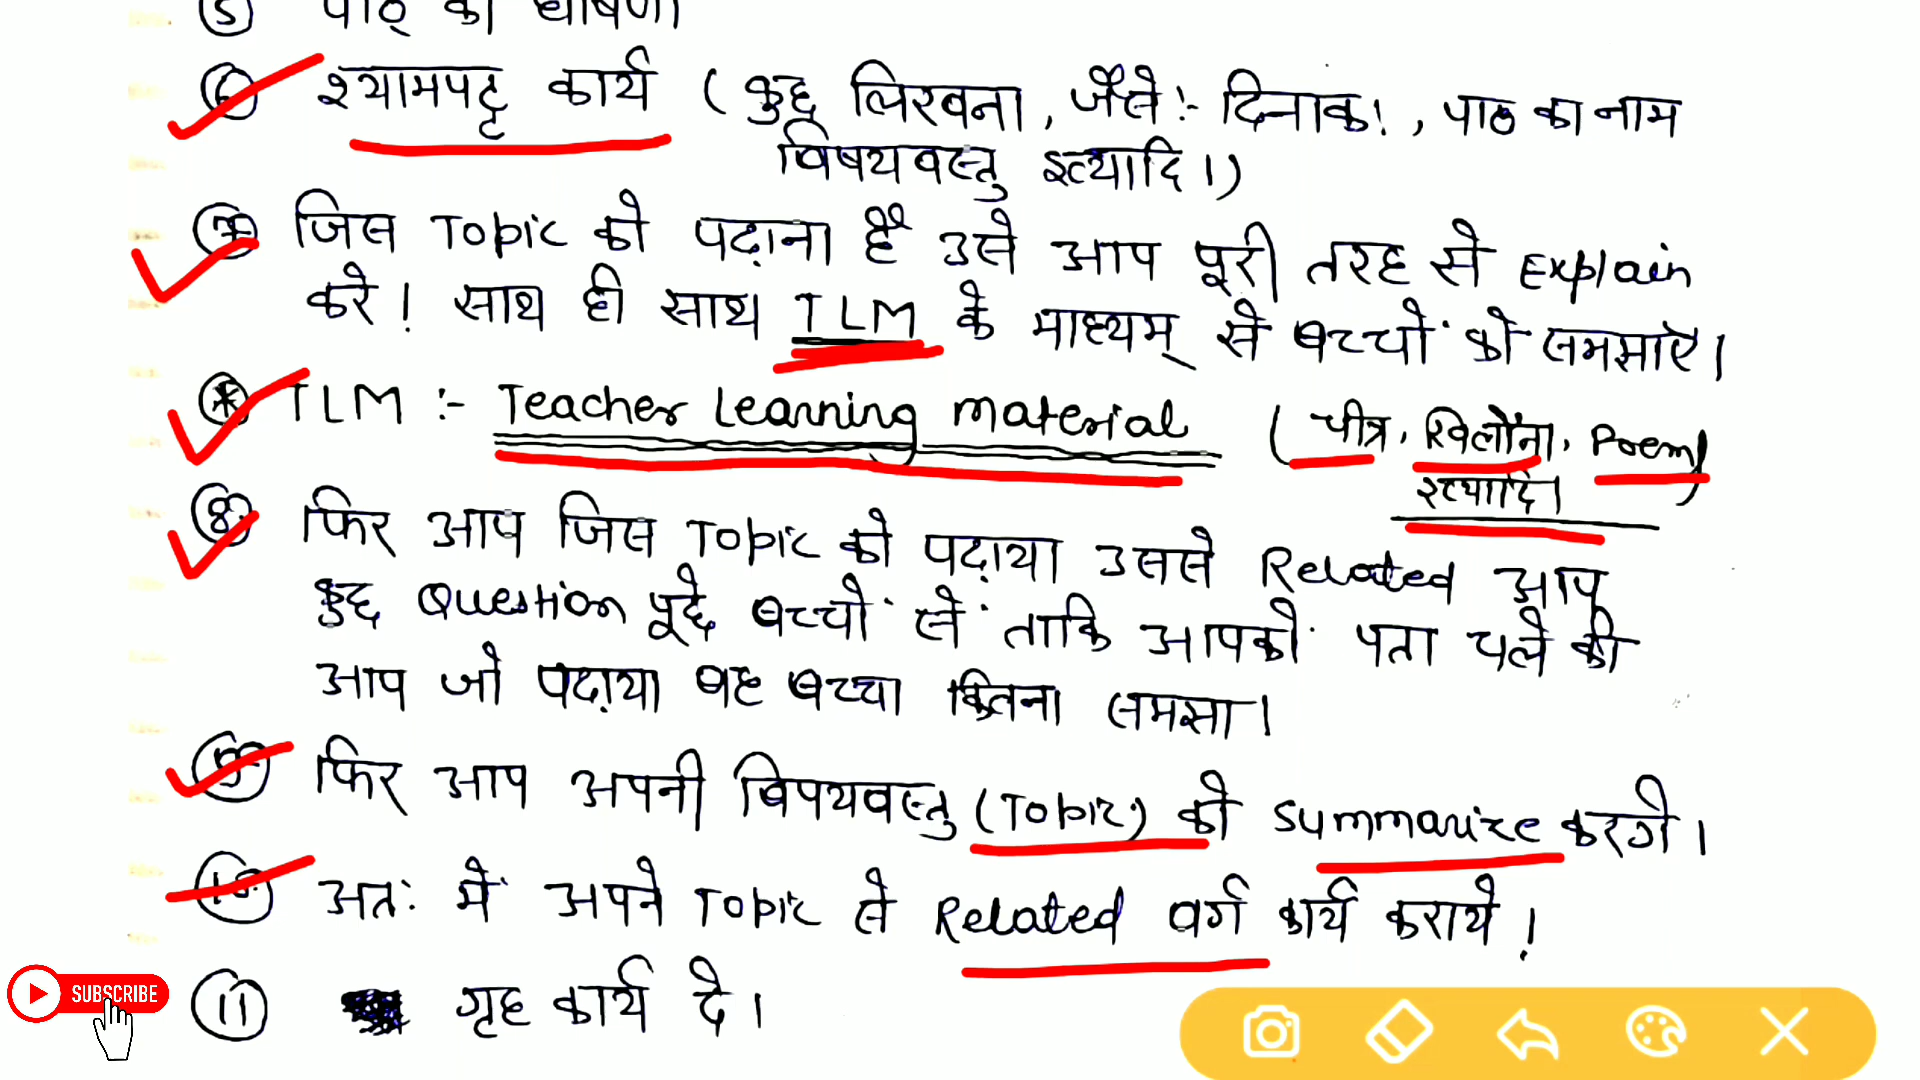 (5) पाठ् की घोषणा
(6) श्यामपट्ट कार्य ( कुछ लिखना, जैसे:- दिनाक।, पाठ का नाम
विषयवस्तु इत्यादि।)
(7) जिस Topic को पढ़ाना हैं उसे आप पूरी तरह से Explain
करे! साथ ही साथ TLM के माध्यम् से बच्चों को समझाऐ।
(*) TLM :- Teacher Learning material ( चीत्र, खिलौना, Poem)
इत्यादि।
(8) फिर आप जिस Topic को पढ़ाया उससे Related आप
कुछ Question पूछे बच्चों सें ताकि आपकों पता चले की
आप जो पढ़ाया वह बच्चा कितना समझा।
(9) फिर आप अपनी विषयवस्तु (Topic) को Summarize करगे।
(10) अतः में अपने Topic से Related वर्ग कार्य कराये!
(11) गृह कार्य दे।
SUBSCRIBE